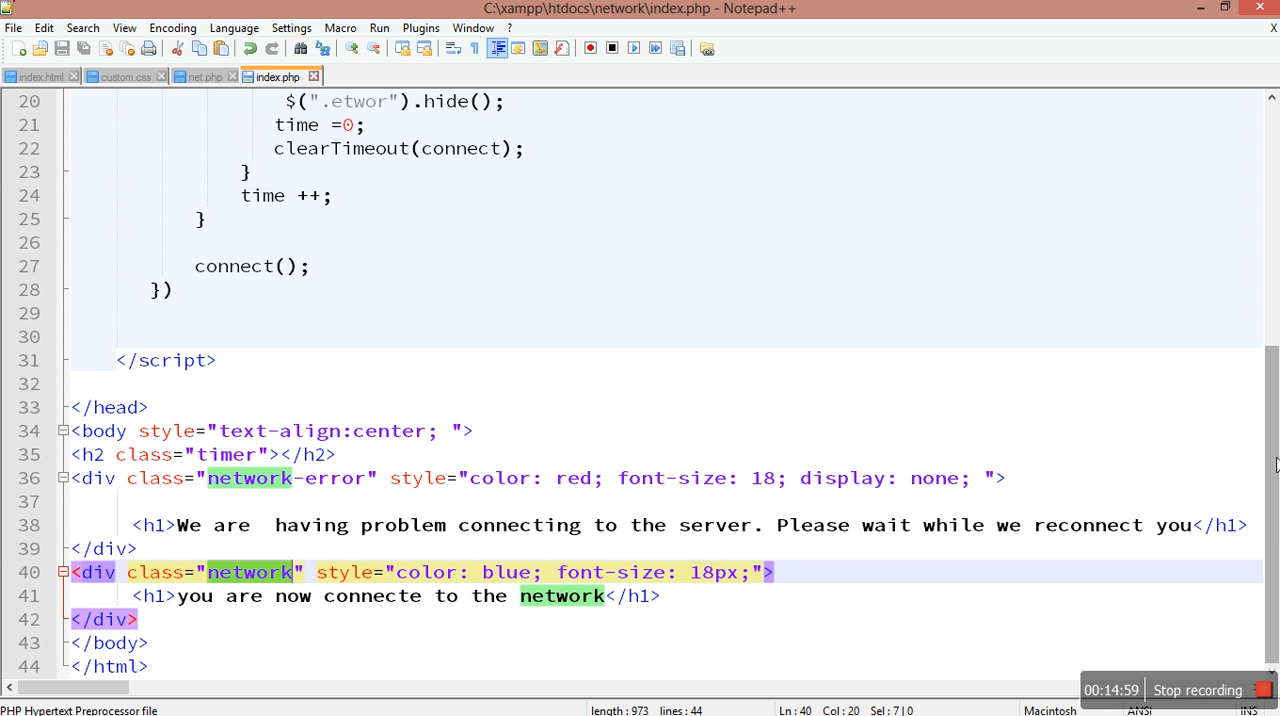 C:\xampp\htdocs\network\index.php - Notepad++
File Edit Search View Encoding Language Settings Macro Run Plugins Window ? X
index.html custom.css net.php index.php
20 $(".etwor").hide();
21 time =0;
22 clearTimeout(connect);
23 }
24 time ++;
25 }
26
27 connect();
28 })
29
30
31 </script>
32
33 </head>
34 <body style="text-align:center; ">
35 <h2 class="timer"></h2>
36 <div class="network-error" style="color: red; font-size: 18; display: none; ">
37
38 <h1>We are  having problem connecting to the server. Please wait while we reconnect you</h1>
39 </div>
40 <div class="network" style="color: blue; font-size: 18px;">
41 <h1>you are now connecte to the network</h1>
42 </div>
43 </body>
44 </html>
00:14:59 Stop recording
PHP Hypertext Preprocessor file length : 973 lines : 44 Ln : 40 Col : 20 Sel : 7 | 0 Macintosh ANSI INS